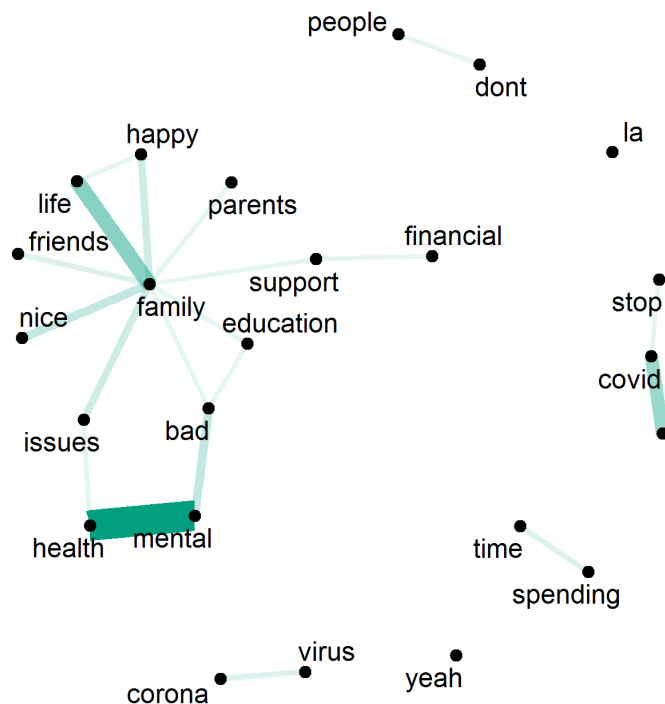 people
dont
la
happy
life
parents
friends
financial
support
family
nice
education
stop
covid
issues
bad
health
mental
time
spending
virus
yeah
corona